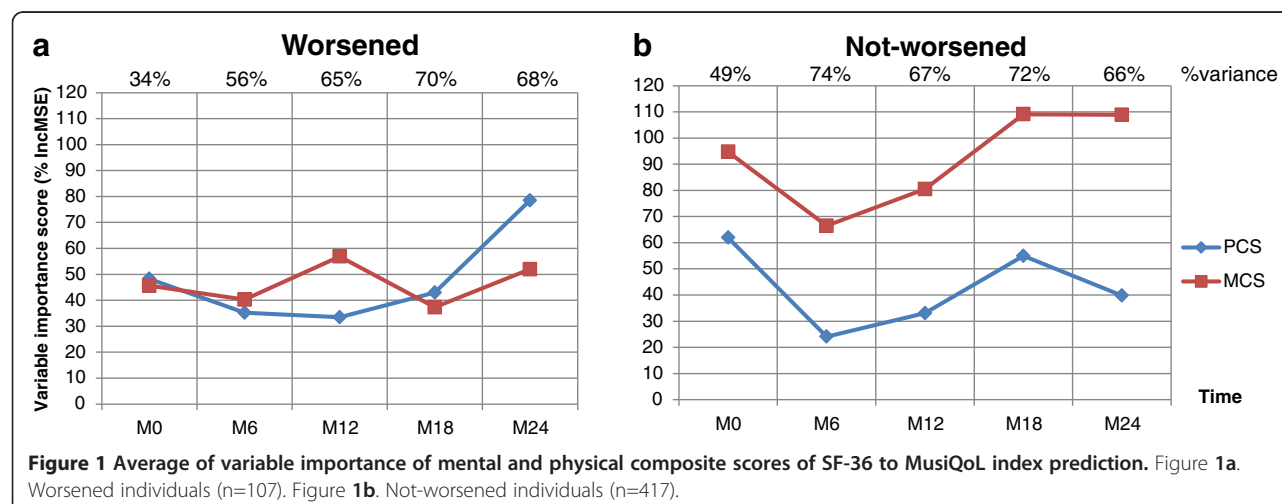 a
Worsened
34% 56% 65% 70% 68%
Variable importance score (% IncMSE)
120
110
100
90
80
70
60
50
40
30
20
10
0
M0 M6 M12 M18 M24
b
Not-worsened
49% 74% 67% 72% 66% %variance
120
110
100
90
80
70
60
50
40
30
20
10
0
M0 M6 M12 M18 M24
PCS
MCS
Time
Figure 1 Average of variable importance of mental and physical composite scores of SF-36 to MusiQoL index prediction. Figure 1a.
Worsened individuals (n=107). Figure 1b. Not-worsened individuals (n=417).